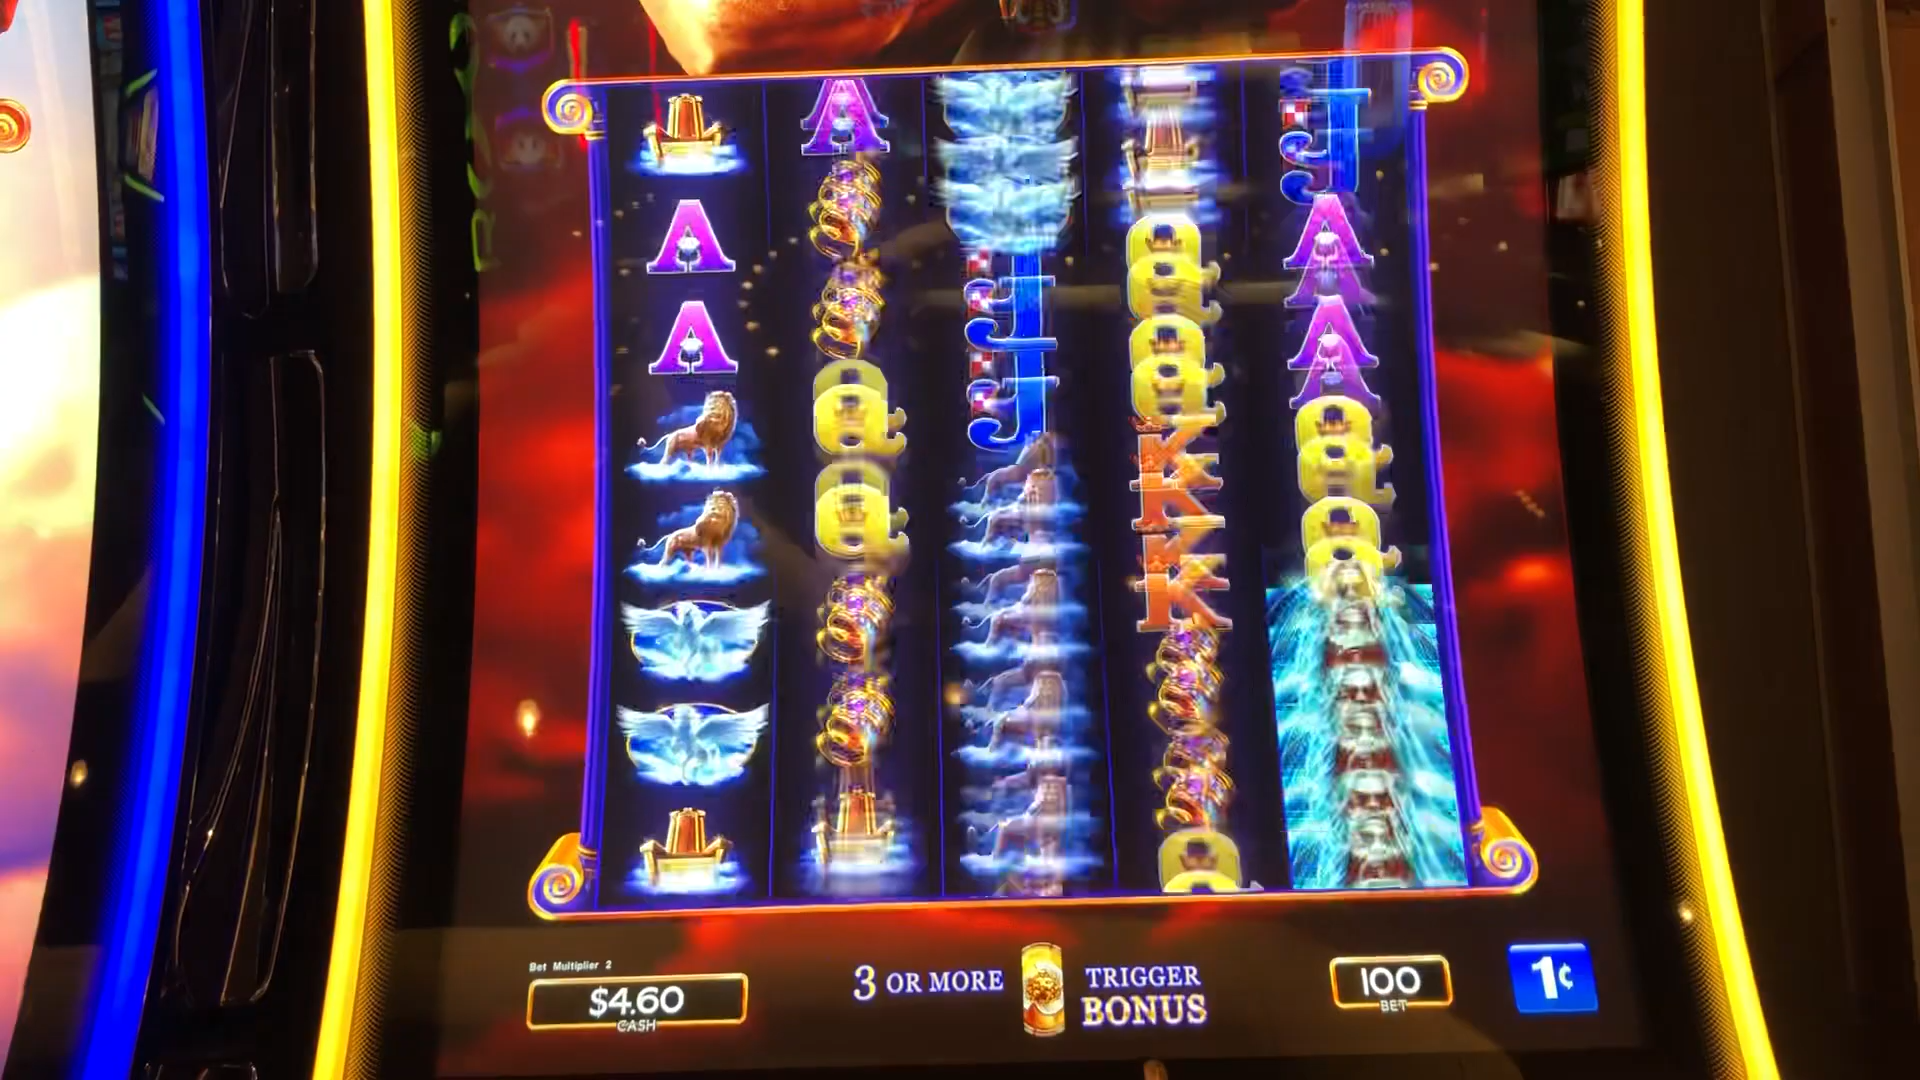 A
J
A
A
A
A
J
J
Q
Q
K
Q
Q
K
Q
Q
Q
Bet Multiplier 2
$4.60
CASH
3 OR MORE
TRIGGER
BONUS
100
BET
1¢